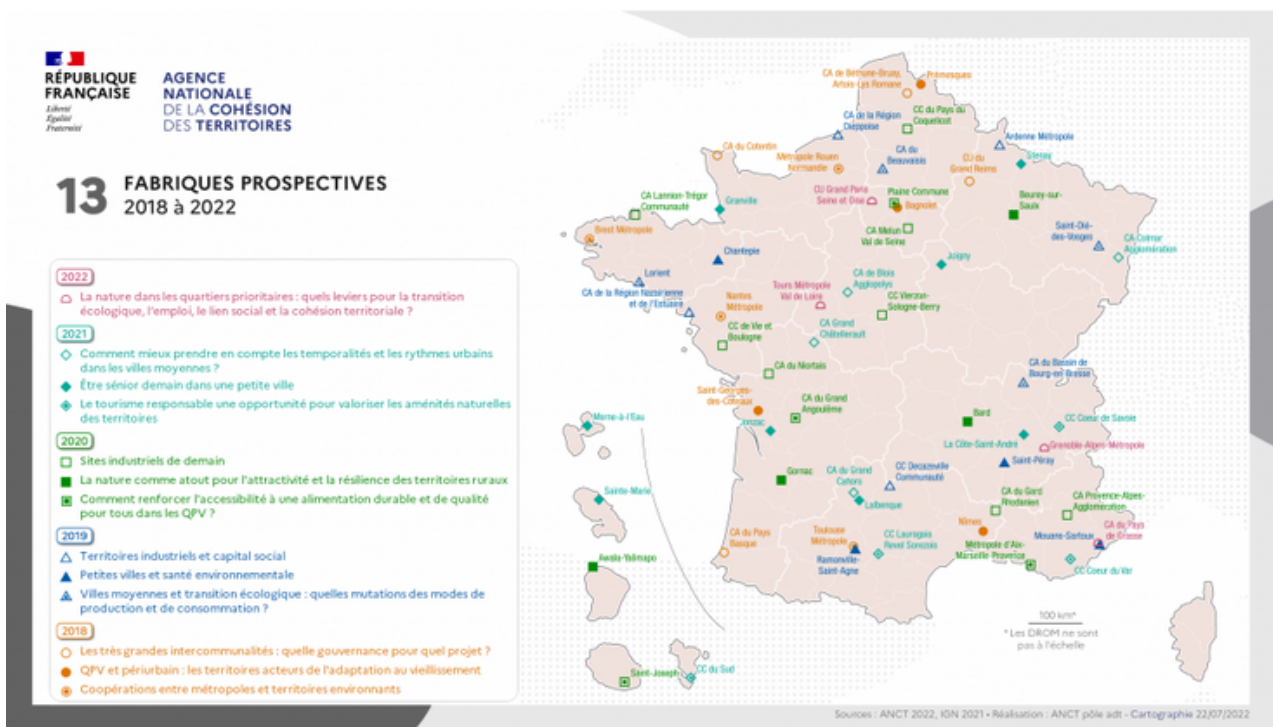 RÉPUBLIQUE
FRANÇAISE
Liberté
Égalité
Fraternité
AGENCE
NATIONALE
DE LA COHÉSION
DES TERRITOIRES
13 FABRIQUES PROSPECTIVES
2018 à 2022
2022
La nature dans les quartiers prioritaires : quels leviers pour la transition
écologique, l'emploi, le lien social et la cohésion territoriale ?
2021
Comment mieux prendre en compte les temporalités et les rythmes urbains
dans les villes moyennes ?
Être sénior demain dans une petite ville
Le tourisme responsable une opportunité pour valoriser les aménités naturelles
des territoires
2020
Sites industriels de demain
La nature comme atout pour l'attractivité et la résilience des territoires ruraux
Comment renforcer l'accessibilité à une alimentation durable et de qualité
pour tous dans les QPV ?
2019
Territoires industriels et capital social
Petites villes et santé environnementale
Villes moyennes et transition écologique : quelles mutations des modes de
production et de consommation ?
2018
Les très grandes intercommunalités : quelle gouvernance pour quel projet ?
QPV et périurbain : les territoires acteurs de l'adaptation au vieillissement
Coopérations entre métropoles et territoires environnants
CA de Béthune-Bruay,
Artois-Lys Romane
Prémesques
CC du Pays du
Coquelicot
CA de la Région
Dieppoise
Ardenne Métropole
CA du Cotentin
Métropole Rouen
Normandie
CA du
Beauvaisis
CU du
Grand Reims
Stenay
CU Grand Paris
Seine et Oise
Plaine Commune
Bagnolet
CA Lannion-Trégor
Communauté
Granville
Beurey-sur-
Saulx
Brest Métropole
CA Melun
Val de Seine
Saint-Dié-
des-Vosges
CA Colmar
Agglomération
Chantepie
Joigny
Lorient
CA de la Région Nazairienne
et de l'Estuaire
CA de Blois
Agglopolys
Tours Métropole
Val de Loire
CC Vierzon-
Sologne-Berry
Nantes
Métropole
CC de Vie et
Boulogne
CA Grand
Châtellerault
CA du Niortais
CA du Bassin de
Bourg-en-Bresse
Saint-Georges-
des-Coteaux
CA du Grand
Angoulême
Jonzac
Bard
CC Coeur de Savoie
La Côte-Saint-André
Grenoble-Alpes-Métropole
Saint-Péray
Morne-à-l'Eau
Gornac
CA du Grand
Cahors
CC Decazeville
Communauté
Lalbenque
CA du Gard
Rhodanien
CA Provence-Alpes-
Agglomération
Sainte-Marie
CA du Pays
Basque
Toulouse
Métropole
Ramonville-
Saint-Agne
CC Lauragais
Revel Sorezois
Nîmes
Métropole d'Aix-
Marseille-Provence
Mouans-Sartoux
CA du Pays
de Grasse
CC Coeur du Var
Awala-Yalimapo
Saint-Joseph
CC du Sud
100 km*
* Les DROM ne sont
pas à l'échelle
Sources : ANCT 2022, IGN 2021 • Réalisation : ANCT pôle adt - Cartographie 22/07/2022